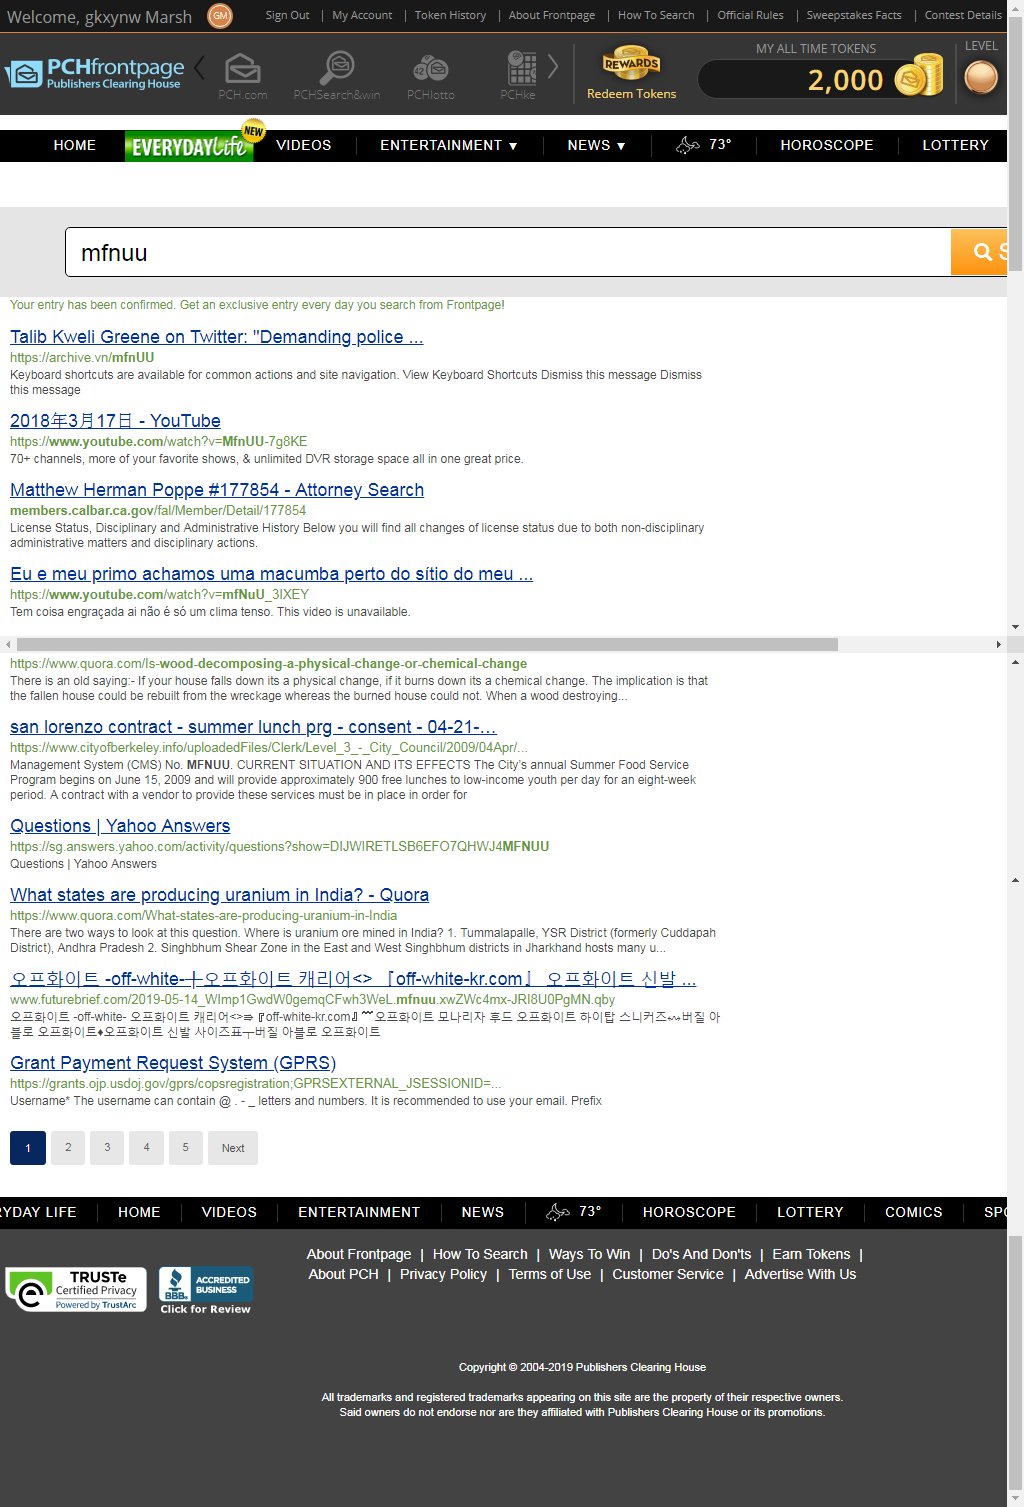 Welcome, gkxynw Marsh GM Sign Out | My Account | Token History | About Frontpage | How To Search | Official Rules | Sweepstakes Facts | Contest Details
PCHfrontpage
Publishers Clearing House
PCH.com PCHSearch&win PCHlotto PCHke
REWARDS
Redeem Tokens
MY ALL TIME TOKENS
2,000
LEVEL
HOME EVERYDAY Life NEW VIDEOS ENTERTAINMENT ▼ NEWS ▼ 73° HOROSCOPE LOTTERY
mfnuu S
Your entry has been confirmed. Get an exclusive entry every day you search from Frontpage!
Talib Kweli Greene on Twitter: "Demanding police ...
https://archive.vn/mfnUU
Keyboard shortcuts are available for common actions and site navigation. View Keyboard Shortcuts Dismiss this message Dismiss
this message
2018年3月17日 - YouTube
https://www.youtube.com/watch?v=MfnUU-7g8KE
70+ channels, more of your favorite shows, & unlimited DVR storage space all in one great price.
Matthew Herman Poppe #177854 - Attorney Search
members.calbar.ca.gov/fal/Member/Detail/177854
License Status, Disciplinary and Administrative History Below you will find all changes of license status due to both non-disciplinary
administrative matters and disciplinary actions.
Eu e meu primo achamos uma macumba perto do sítio do meu ...
https://www.youtube.com/watch?v=mfNuU_3IXEY
Tem coisa engraçada ai não é só um clima tenso. This video is unavailable.
https://www.quora.com/Is-wood-decomposing-a-physical-change-or-chemical-change
There is an old saying:- If your house falls down its a physical change, if it burns down its a chemical change. The implication is that
the fallen house could be rebuilt from the wreckage whereas the burned house could not. When a wood destroying...
san lorenzo contract - summer lunch prg - consent - 04-21-...
https://www.cityofberkeley.info/uploadedFiles/Clerk/Level_3_-_City_Council/2009/04Apr/...
Management System (CMS) No. MFNUU. CURRENT SITUATION AND ITS EFFECTS The City's annual Summer Food Service
Program begins on June 15, 2009 and will provide approximately 900 free lunches to low-income youth per day for an eight-week
period. A contract with a vendor to provide these services must be in place in order for
Questions | Yahoo Answers
https://sg.answers.yahoo.com/activity/questions?show=DIJWIRETLSB6EFO7QHWJ4MFNUU
Questions | Yahoo Answers
What states are producing uranium in India? - Quora
https://www.quora.com/What-states-are-producing-uranium-in-India
There are two ways to look at this question. Where is uranium ore mined in India? 1. Tummalapalle, YSR District (formerly Cuddapah
District), Andhra Pradesh 2. Singhbhum Shear Zone in the East and West Singhbhum districts in Jharkhand hosts many u...
오프화이트 -off-white-╄오프화이트 캐리어<> 『off-white-kr.com』 오프화이트 신발 ...
www.futurebrief.com/2019-05-14_WImp1GwdW0gemqCFwh3WeL.mfnuu.xwZWc4mx-JRI8U0PgMN.qby
오프화이트 -off-white- 오프화이트 캐리어<>⇛『off-white-kr.com』෴오프화이트 모나리자 후드 오프화이트 하이탑 스니커즈↭버질 아
블로 오프화이트♦오프화이트 신발 사이즈표┬버질 아블로 오프화이트
Grant Payment Request System (GPRS)
https://grants.ojp.usdoj.gov/gprs/copsregistration;GPRSEXTERNAL_JSESSIONID=...
Username* The username can contain @ . - _ letters and numbers. It is recommended to use your email. Prefix
1 2 3 4 5 Next
RYDAY LIFE HOME VIDEOS ENTERTAINMENT NEWS 73° HOROSCOPE LOTTERY COMICS SPO
About Frontpage | How To Search | Ways To Win | Do's And Don'ts | Earn Tokens |
About PCH | Privacy Policy | Terms of Use | Customer Service | Advertise With Us
TRUSTe
Certified Privacy
Powered by TrustArc
BBB.
ACCREDITED
BUSINESS
Click for Review
Copyright © 2004-2019 Publishers Clearing House
All trademarks and registered trademarks appearing on this site are the property of their respective owners.
Said owners do not endorse nor are they affiliated with Publishers Clearing House or its promotions.